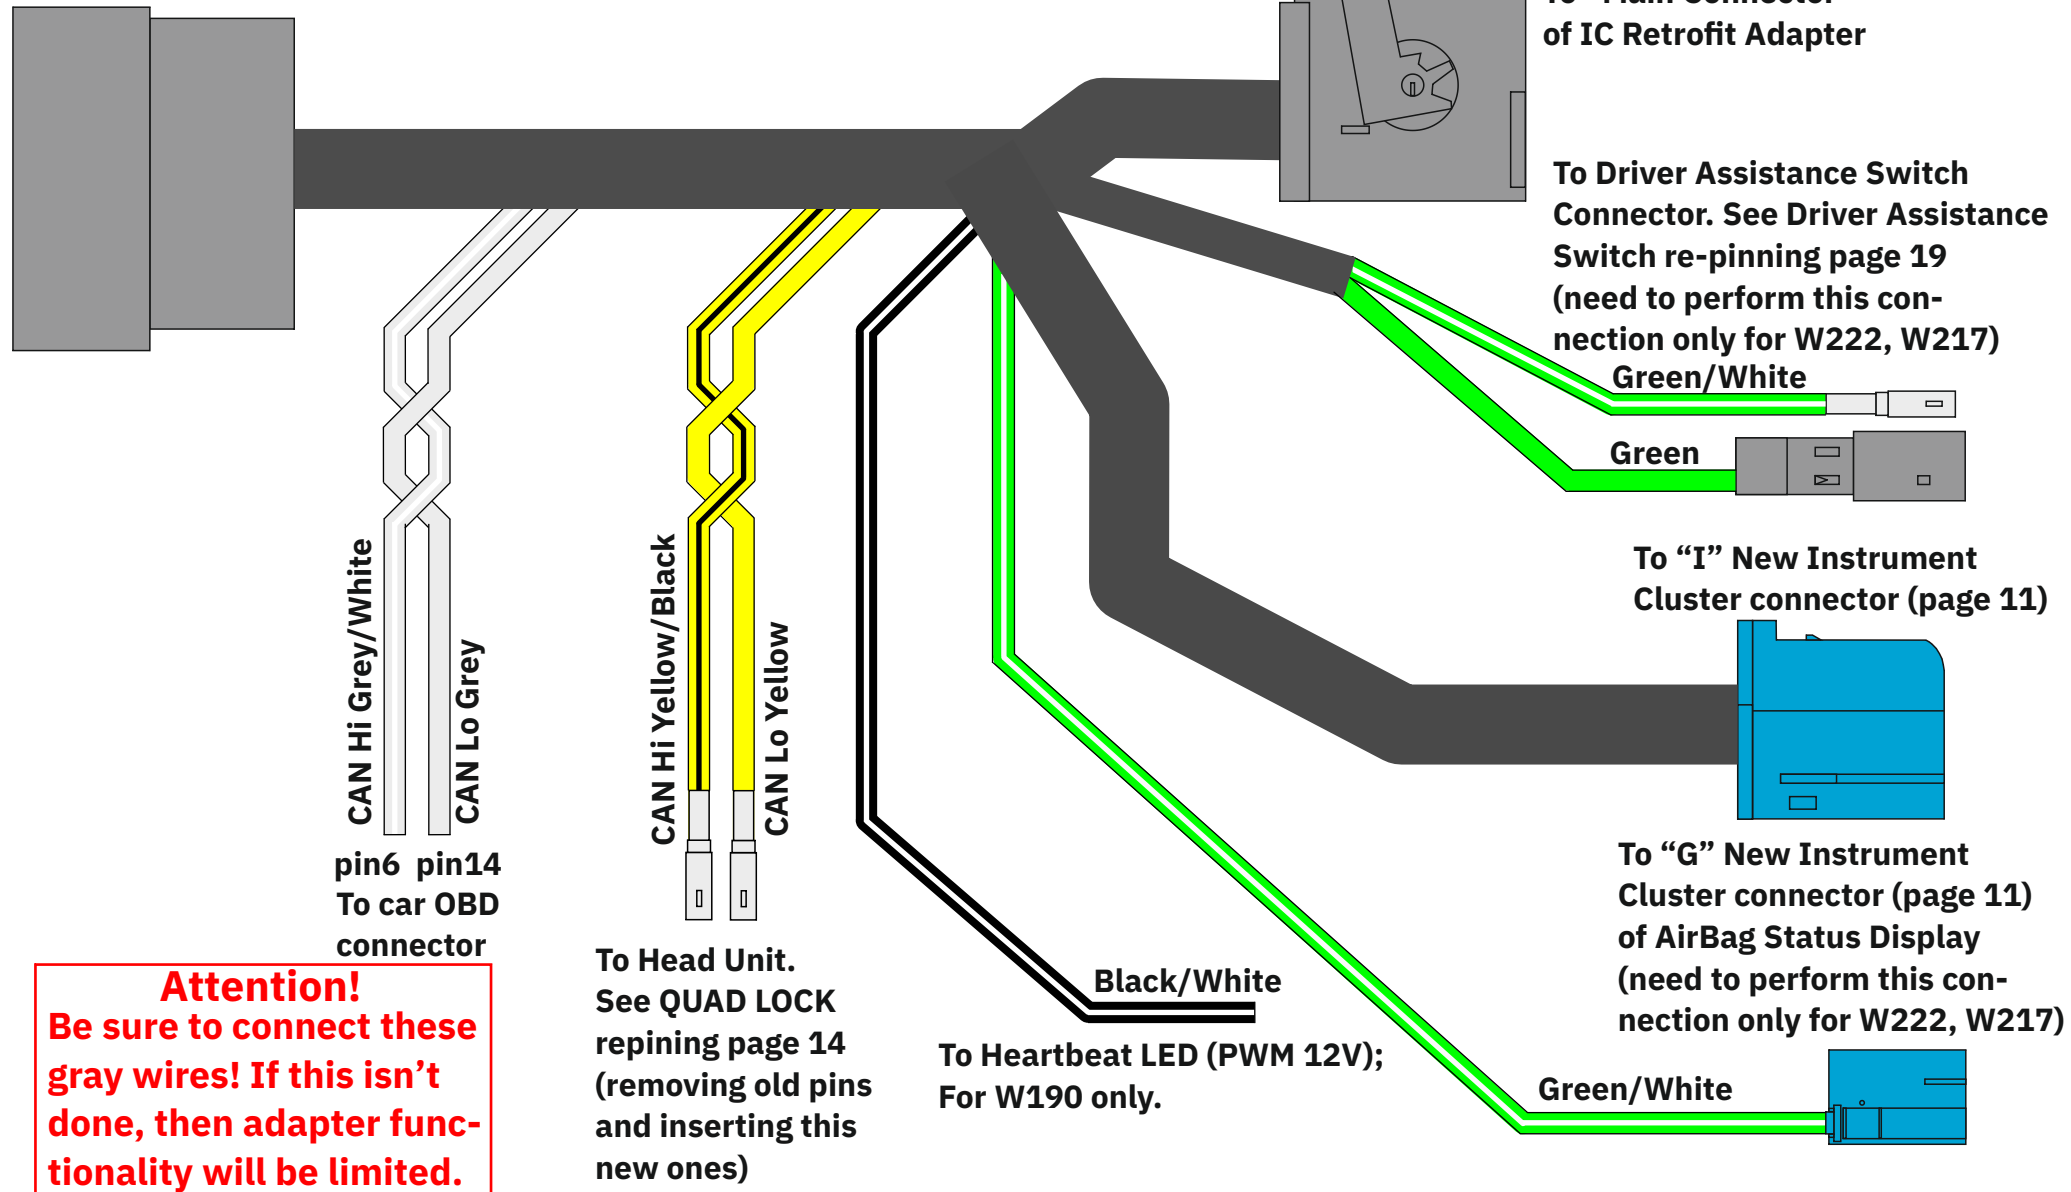 of IC Retrofit Adapter
To Driver Assistance Switch
Connector. See Driver Assistance
Switch re-pinning page 19
(need to perform this con-
nection only for W222, W217)
Green/White
Green
To “I” New Instrument
Cluster connector (page 11)
CAN Hi Grey/White
CAN Lo Grey
CAN Hi Yellow/Black
CAN Lo Yellow
pin6 pin14
To car OBD
connector
Attention!
Be sure to connect these
gray wires! If this isn’t
done, then adapter func-
tionality will be limited.
To Head Unit.
See QUAD LOCK
repining page 14
(removing old pins
and inserting this
new ones)
Black/White
To Heartbeat LED (PWM 12V);
For W190 only.
To “G” New Instrument
Cluster connector (page 11)
of AirBag Status Display
(need to perform this con-
nection only for W222, W217)
Green/White